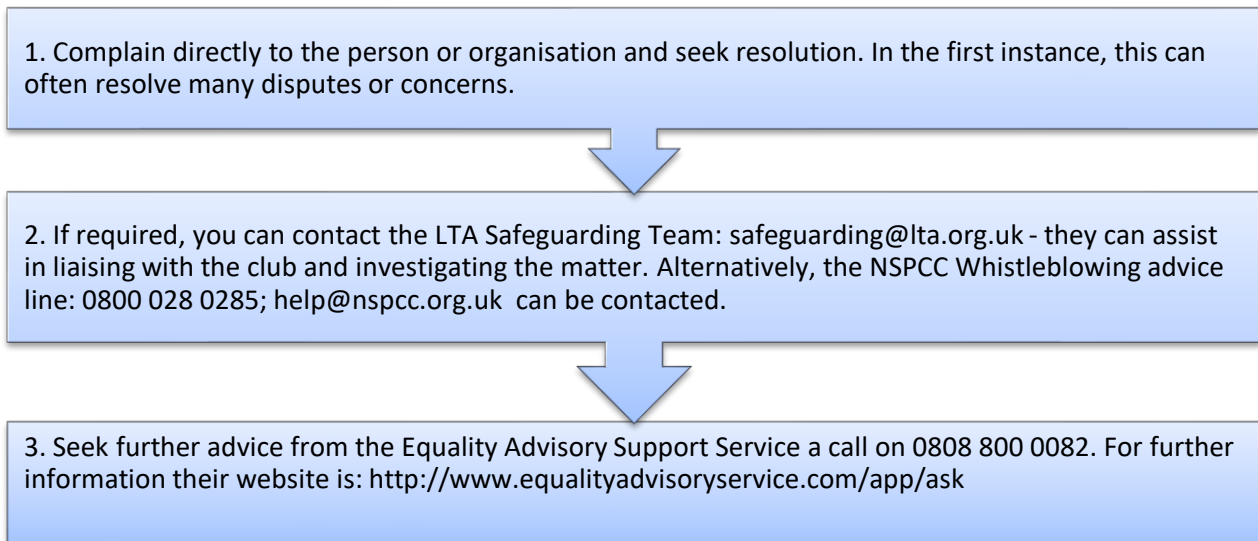 1. Complain directly to the person or organisation and seek resolution. In the first instance, this can
often resolve many disputes or concerns.
2. If required, you can contact the LTA Safeguarding Team: safeguarding@lta.org.uk - they can assist
in liaising with the club and investigating the matter. Alternatively, the NSPCC Whistleblowing advice
line: 0800 028 0285; help@nspcc.org.uk  can be contacted.
3. Seek further advice from the Equality Advisory Support Service a call on 0808 800 0082. For further
information their website is: http://www.equalityadvisoryservice.com/app/ask